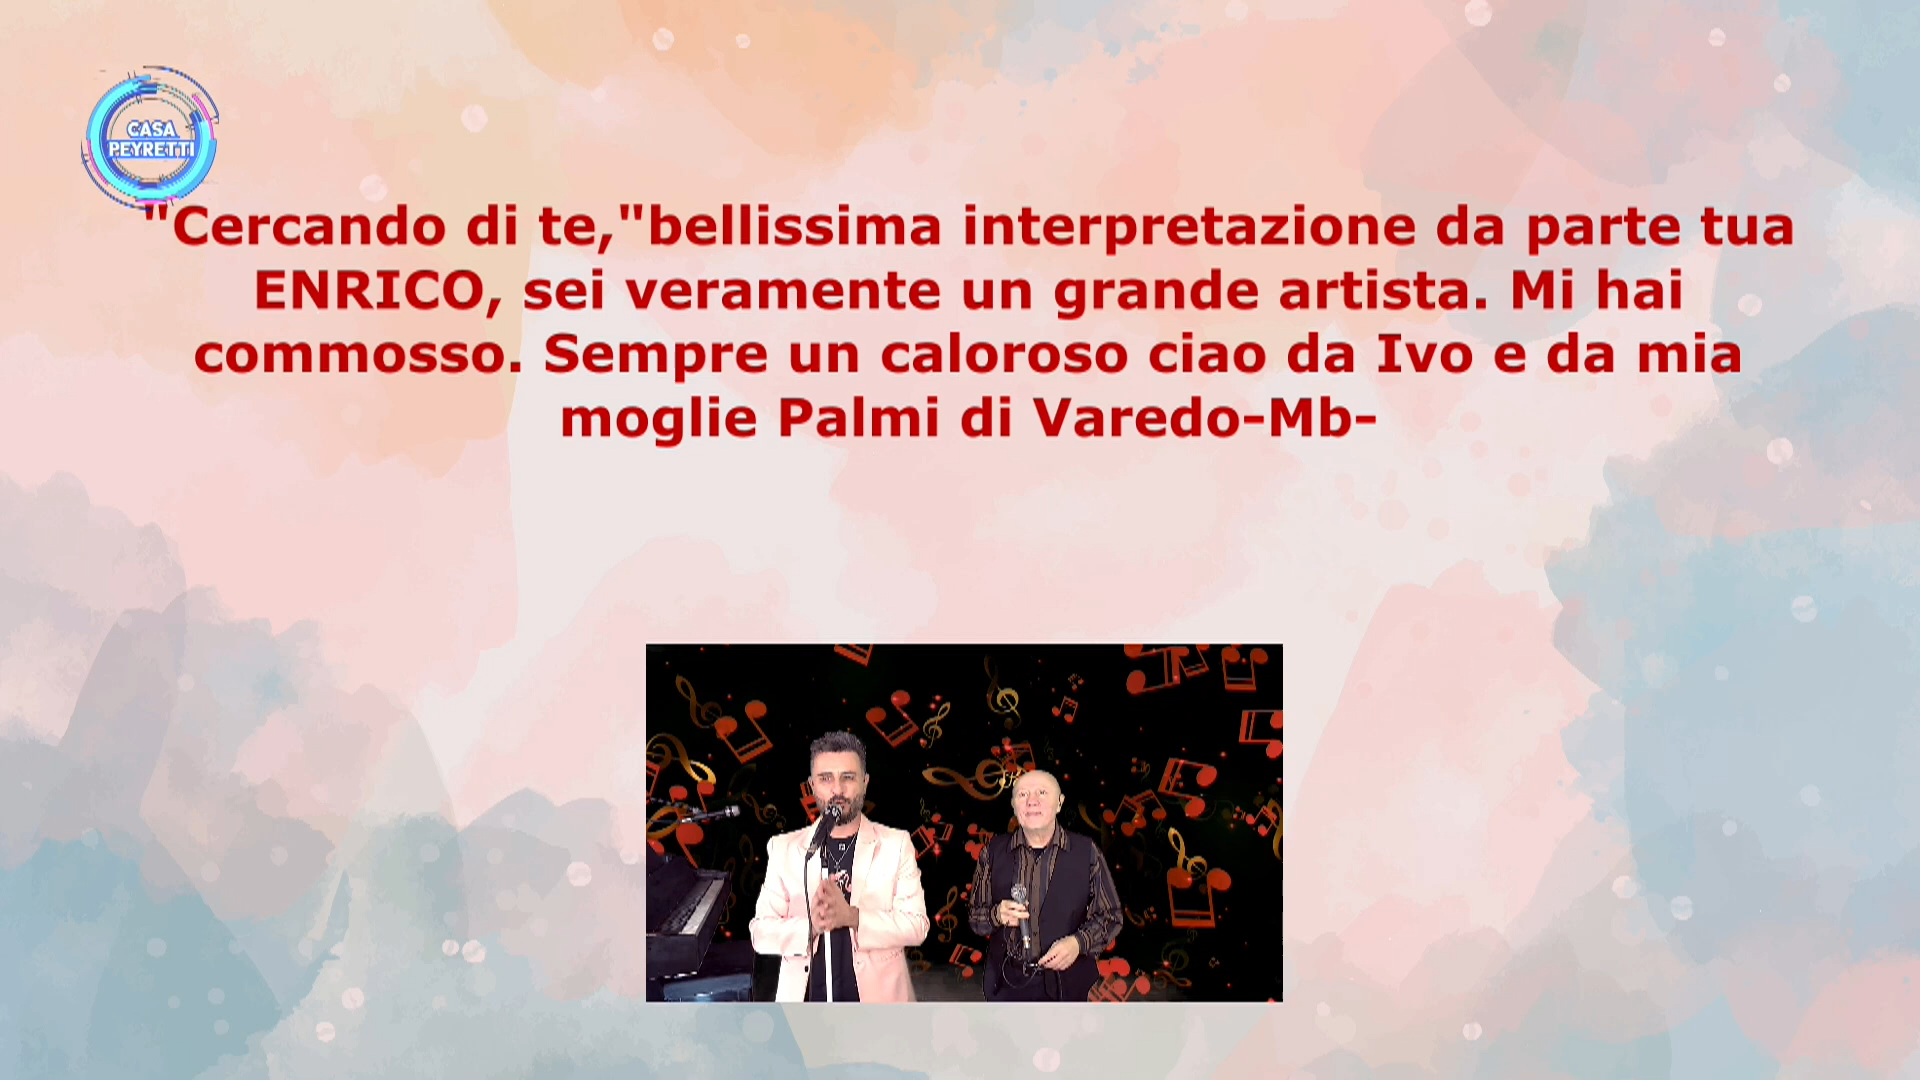 CASA
PEYRETTI
"Cercando di te,"bellissima interpretazione da parte tua
ENRICO, sei veramente un grande artista. Mi hai
commosso. Sempre un caloroso ciao da Ivo e da mia
moglie Palmi di Varedo-Mb-